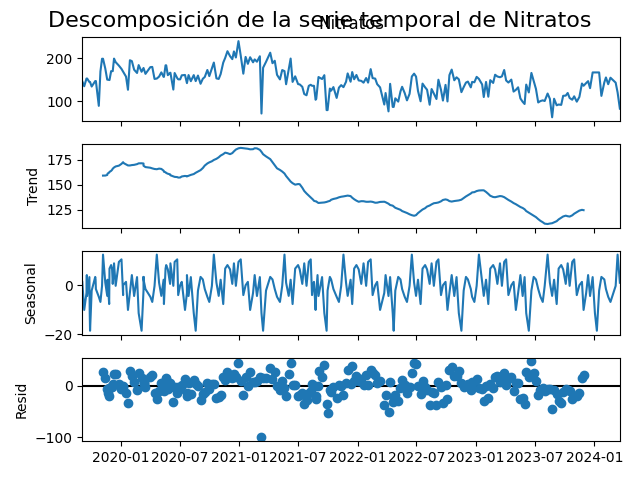 Descomposición de la serie temporal de Nitratos
Nitratos
200
100
Trend
175
150
125
Seasonal
0
−20
Resid
0
−100
2020-01 2020-07 2021-01 2021-07 2022-01 2022-07 2023-01 2023-07 2024-01